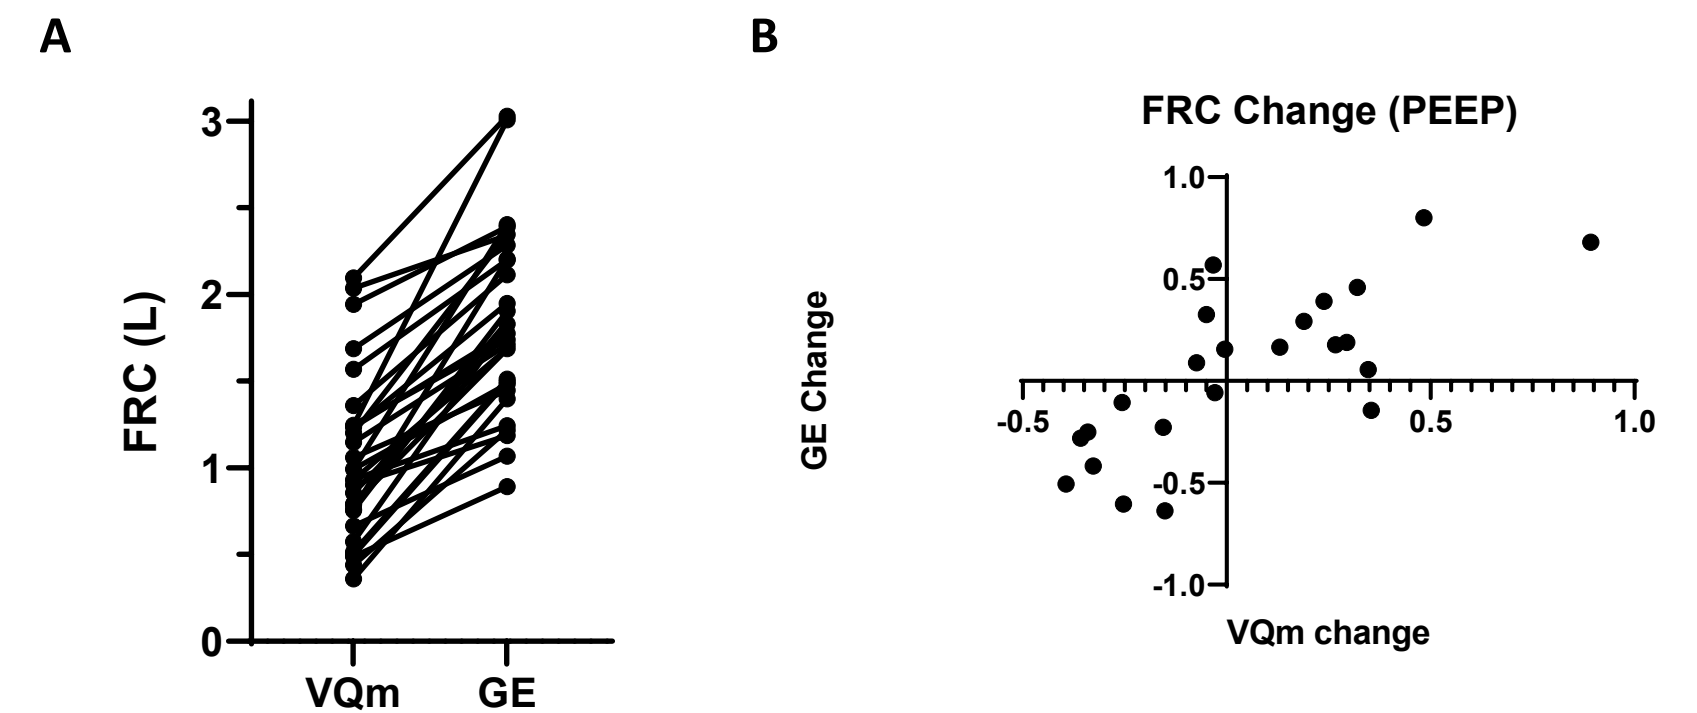 A
B
FRC (L)
3
2
1
0
VQm GE
FRC Change (PEEP)
GE Change
1.0
0.5
-0.5 0.5 1.0
-0.5
-1.0
VQm change